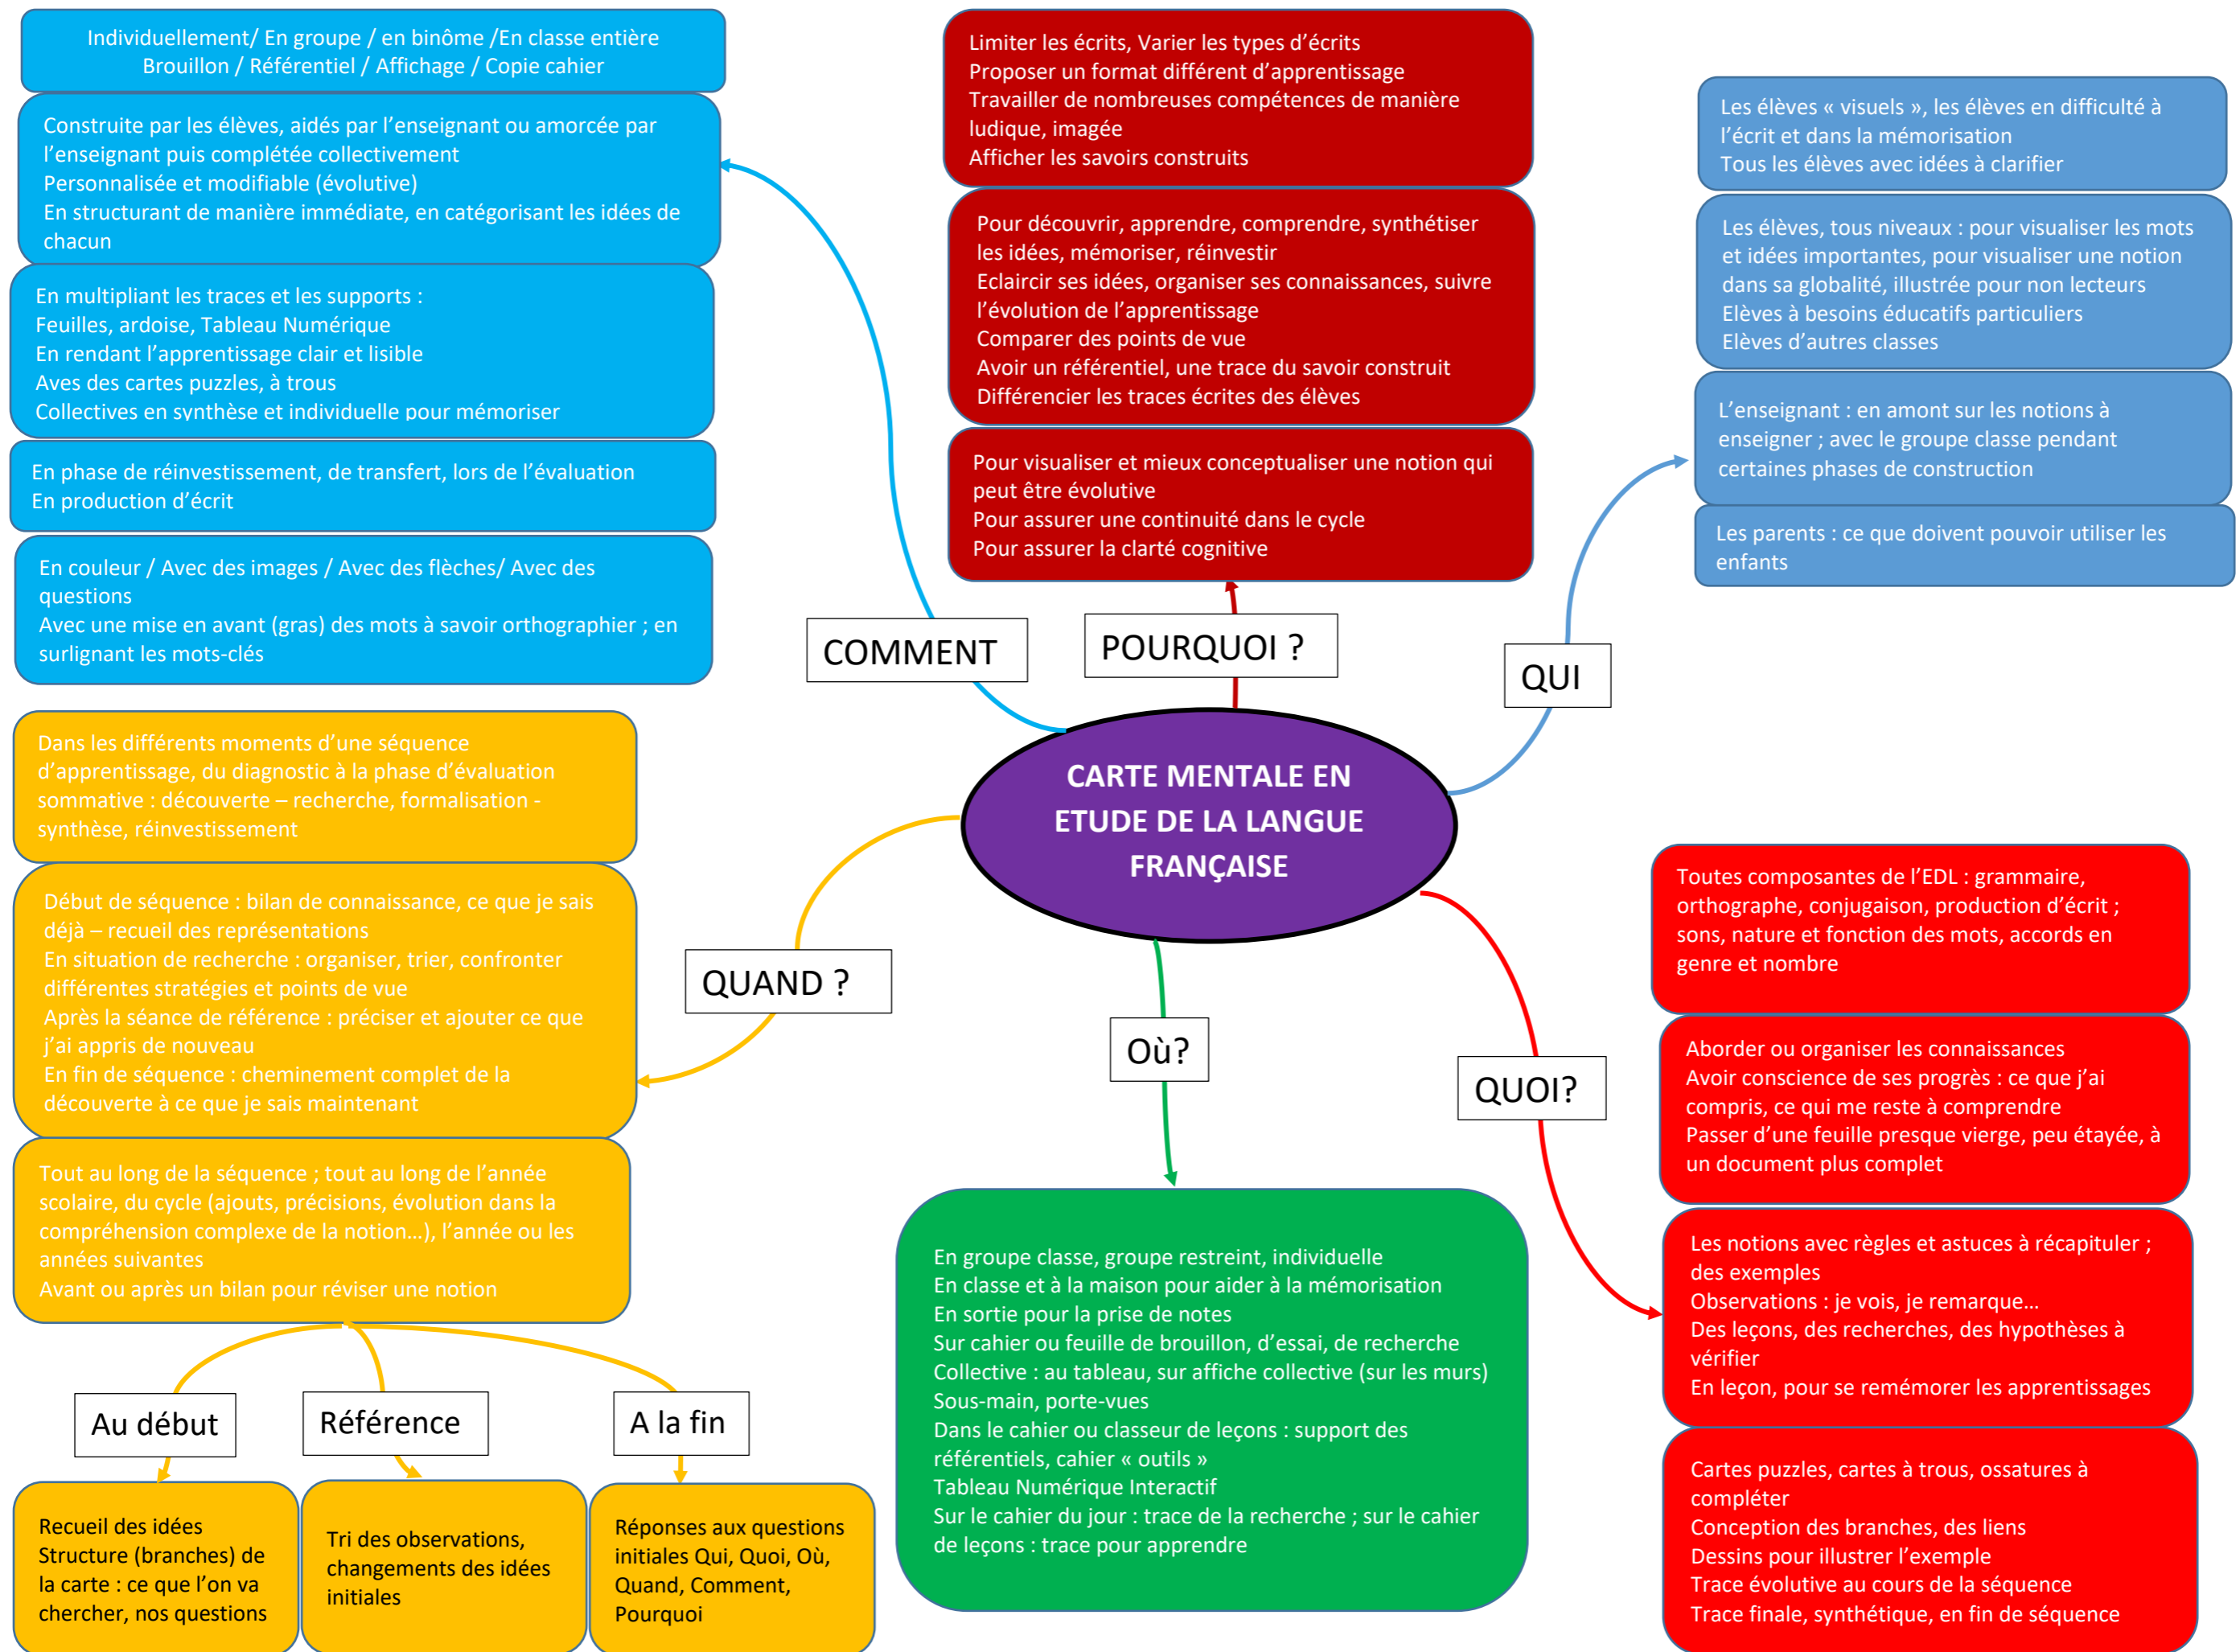 Individuellement/ En groupe / en binôme /En classe entière
Brouillon / Référentiel / Affichage / Copie cahier
Construite par les élèves, aidés par l’enseignant ou amorcée par
l’enseignant puis complétée collectivement
Personnalisée et modifiable (évolutive)
En structurant de manière immédiate, en catégorisant les idées de
chacun
En multipliant les traces et les supports :
Feuilles, ardoise, Tableau Numérique
En rendant l’apprentissage clair et lisible
Aves des cartes puzzles, à trous
Collectives en synthèse et individuelle pour mémoriser
En phase de réinvestissement, de transfert, lors de l’évaluation
En production d’écrit
En couleur / Avec des images / Avec des flèches/ Avec des
questions
Avec une mise en avant (gras) des mots à savoir orthographier ; en
surlignant les mots-clés
COMMENT
Limiter les écrits, Varier les types d’écrits
Proposer un format différent d’apprentissage
Travailler de nombreuses compétences de manière
ludique, imagée
Afficher les savoirs construits
Pour découvrir, apprendre, comprendre, synthétiser
les idées, mémoriser, réinvestir
Eclaircir ses idées, organiser ses connaissances, suivre
l’évolution de l’apprentissage
Comparer des points de vue
Avoir un référentiel, une trace du savoir construit
Différencier les traces écrites des élèves
Pour visualiser et mieux conceptualiser une notion qui
peut être évolutive
Pour assurer une continuité dans le cycle
Pour assurer la clarté cognitive
POURQUOI ?
Les élèves « visuels », les élèves en difficulté à
l’écrit et dans la mémorisation
Tous les élèves avec idées à clarifier
Les élèves, tous niveaux : pour visualiser les mots
et idées importantes, pour visualiser une notion
dans sa globalité, illustrée pour non lecteurs
Elèves à besoins éducatifs particuliers
Elèves d’autres classes
L’enseignant : en amont sur les notions à
enseigner ; avec le groupe classe pendant
certaines phases de construction
Les parents : ce que doivent pouvoir utiliser les
enfants
QUI
CARTE MENTALE EN
ETUDE DE LA LANGUE
FRANÇAISE
Dans les différents moments d’une séquence
d’apprentissage, du diagnostic à la phase d’évaluation
sommative : découverte – recherche, formalisation -
synthèse, réinvestissement
Début de séquence : bilan de connaissance, ce que je sais
déjà – recueil des représentations
En situation de recherche : organiser, trier, confronter
différentes stratégies et points de vue
Après la séance de référence : préciser et ajouter ce que
j’ai appris de nouveau
En fin de séquence : cheminement complet de la
découverte à ce que je sais maintenant
Tout au long de la séquence ; tout au long de l’année
scolaire, du cycle (ajouts, précisions, évolution dans la
compréhension complexe de la notion…), l’année ou les
années suivantes
Avant ou après un bilan pour réviser une notion
QUAND ?
Au début
Référence
A la fin
Recueil des idées
Structure (branches) de
la carte : ce que l’on va
chercher, nos questions
Tri des observations,
changements des idées
initiales
Réponses aux questions
initiales Qui, Quoi, Où,
Quand, Comment,
Pourquoi
Où?
En groupe classe, groupe restreint, individuelle
En classe et à la maison pour aider à la mémorisation
En sortie pour la prise de notes
Sur cahier ou feuille de brouillon, d’essai, de recherche
Collective : au tableau, sur affiche collective (sur les murs)
Sous-main, porte-vues
Dans le cahier ou classeur de leçons : support des
référentiels, cahier « outils »
Tableau Numérique Interactif
Sur le cahier du jour : trace de la recherche ; sur le cahier
de leçons : trace pour apprendre
QUOI?
Toutes composantes de l’EDL : grammaire,
orthographe, conjugaison, production d’écrit ;
sons, nature et fonction des mots, accords en
genre et nombre
Aborder ou organiser les connaissances
Avoir conscience de ses progrès : ce que j’ai
compris, ce qui me reste à comprendre
Passer d’une feuille presque vierge, peu étayée, à
un document plus complet
Les notions avec règles et astuces à récapituler ;
des exemples
Observations : je vois, je remarque…
Des leçons, des recherches, des hypothèses à
vérifier
En leçon, pour se remémorer les apprentissages
Cartes puzzles, cartes à trous, ossatures à
compléter
Conception des branches, des liens
Dessins pour illustrer l’exemple
Trace évolutive au cours de la séquence
Trace finale, synthétique, en fin de séquence